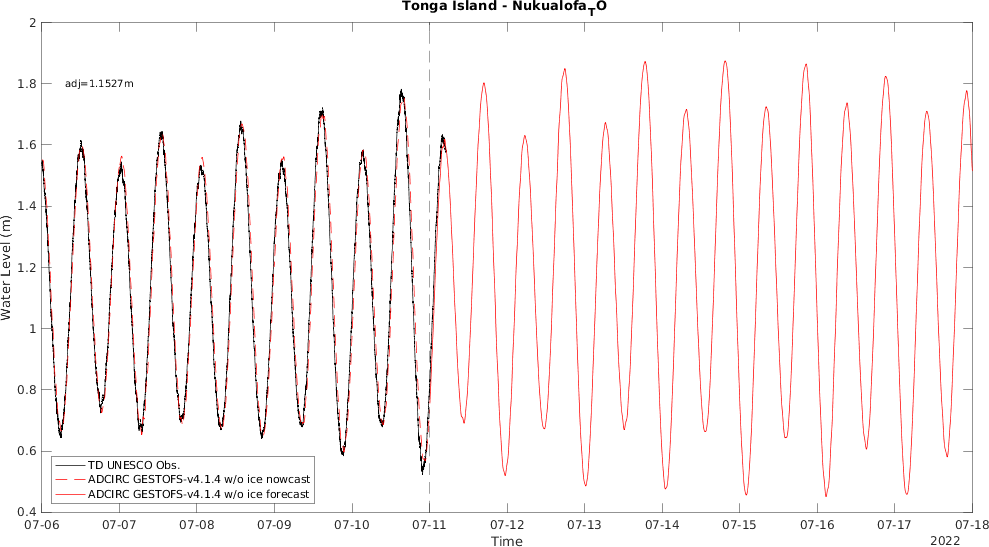 Tonga Island - Nukualofa_TO
adj=1.1527m
Water Level (m)
2
1.8
1.6
1.4
1.2
1
0.8
0.6
0.4
TD UNESCO Obs.
ADCIRC GESTOFS-v4.1.4 w/o ice nowcast
ADCIRC GESTOFS-v4.1.4 w/o ice forecast
07-06 07-07 07-08 07-09 07-10 07-11 07-12 07-13 07-14 07-15 07-16 07-17 07-18
Time
2022